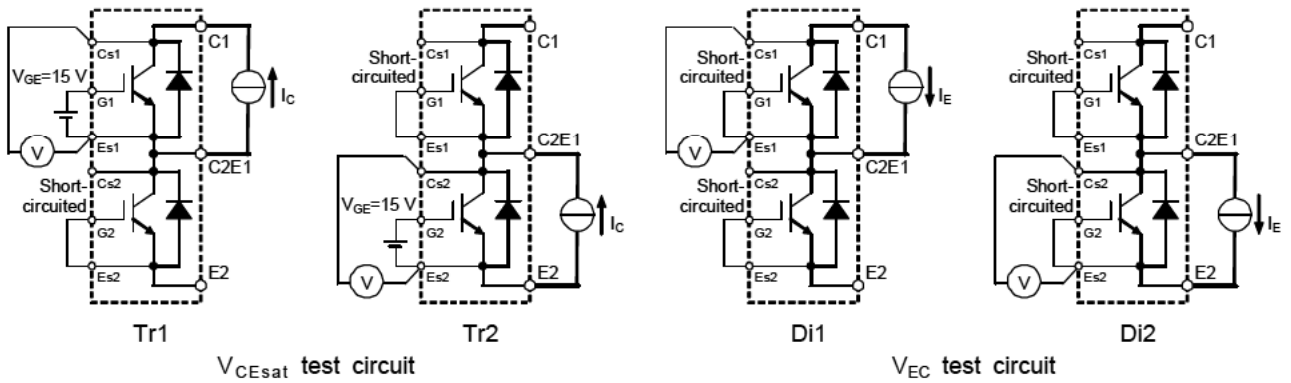 C1
Cs1
VGE=15 V
G1
IC
V
Es1
C2E1
Short-
circuited
Cs2
G2
Es2
E2
Tr1
C1
Short-
circuited
Cs1
G1
Es1
C2E1
Cs2
VGE=15 V
G2
IC
V
Es2
E2
Tr2
VCEsat test circuit
C1
Cs1
Short-
circuited
G1
IE
V
Es1
C2E1
Cs2
Short-
circuited
G2
Es2
E2
Di1
C1
Cs1
Short-
circuited
G1
Es1
C2E1
Cs2
Short-
circuited
G2
IE
V
Es2
E2
Di2
VEC test circuit